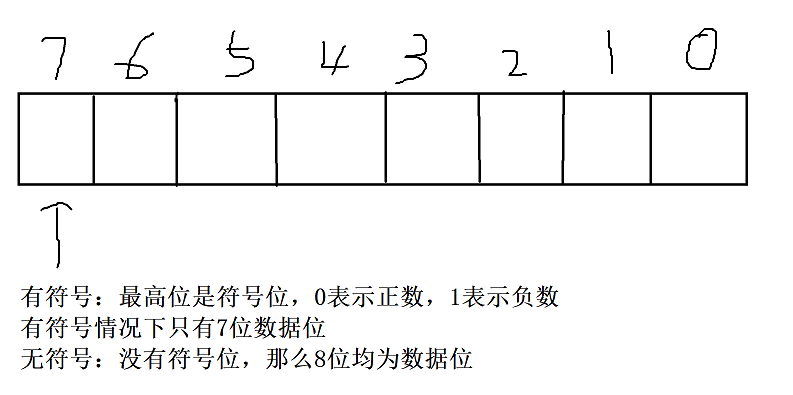 7 6 5 4 3 2 1 0
有符号：最高位是符号位，0表示正数，1表示负数
有符号情况下只有7位数据位
无符号：没有符号位，那么8位均为数据位